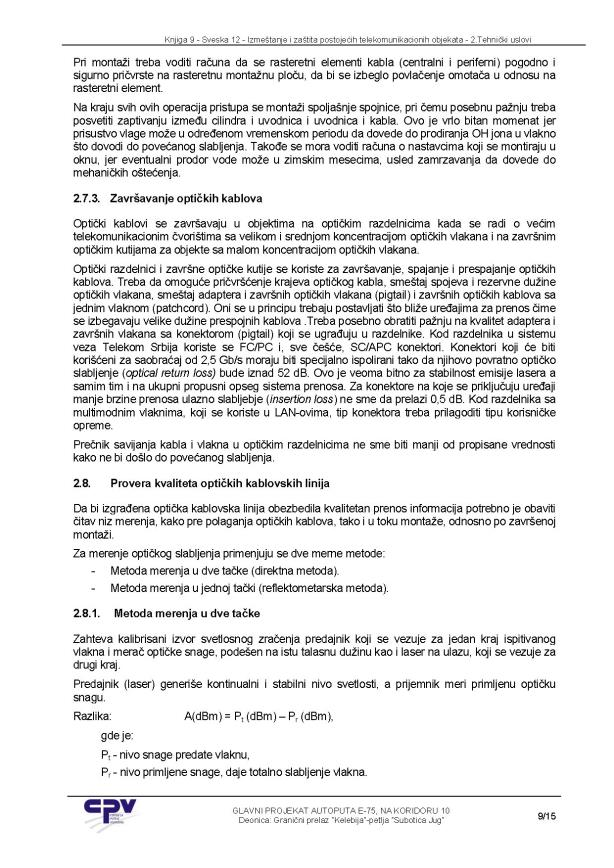 Knjiga 9 - Sveska 12 - Izmeštanje i zaštita postojećih telekomunikacionih objekata - 2.Tehnički uslovi
Pri montaži treba voditi računa da se rasteretni elementi kabla (centralni i periferni) pogodno i
sigurno pričvrste na rasteretnu montažnu ploču, da bi se izbeglo povlačenje omotača u odnosu na
rasteretni element.
Na kraju svih ovih operacija pristupa se montaži spoljašnje spojnice, pri čemu posebnu pažnju treba
posvetiti zaptivanju između cilindra i uvodnica i uvodnica i kabla. Ovo je vrlo bitan momenat jer
prisustvo vlage može u određenom vremenskom periodu da dovede do prodiranja OH jona u vlakno
što dovodi do povećanog slabljenja. Takođe se mora voditi računa o nastavcima koji se montiraju u
oknu, jer eventualni prodor vode može u zimskim mesecima, usled zamrzavanja da dovede do
mehaničkih oštećenja.
2.7.3. Završavanje optičkih kablova
Optički kablovi se završavaju u objektima na optičkim razdelnicima kada se radi o većim
telekomunikacionim čvorištima sa velikom i srednjom koncentracijom optičkih vlakana i na završnim
optičkim kutijama za objekte sa malom koncentracijom optičkih vlakana.
Optički razdelnici i završne optičke kutije se koriste za završavanje, spajanje i prespajanje optičkih
kablova. Treba da omoguće pričvršćenje krajeva optičkog kabla, smeštaj spojeva i rezervne dužine
optičkih vlakana, smeštaj adaptera i završnih optičkih vlakana (pigtail) i završnih optičkih kablova sa
jednim vlaknom (patchcord). Oni se u principu trebaju postavljati što bliže uređajima za prenos čime
se izbegavaju velike dužine prespojnih kablova .Treba posebno obratiti pažnju na kvalitet adaptera i
završnih vlakana sa konektorom (pigtail) koji se ugrađuju u razdelnike. Kod razdelnika u sistemu
veza Telekom Srbija koriste se FC/PC i, sve češće, SC/APC konektori. Konektori koji će biti
korišćeni za saobraćaj od 2,5 Gb/s moraju biti specijalno ispolirani tako da njihovo povratno optičko
slabljenje (optical return loss) bude iznad 52 dB. Ovo je veoma bitno za stabilnost emisije lasera a
samim tim i na ukupni propusni opseg sistema prenosa. Za konektore na koje se priključuju uređaji
manje brzine prenosa ulazno slabljebje (insertion loss) ne sme da prelazi 0,5 dB. Kod razdelnika sa
multimodnim vlaknima, koji se koriste u LAN-ovima, tip konektora treba prilagoditi tipu korisničke
opreme.
Prečnik savijanja kabla i vlakna u optičkim razdelnicima ne sme biti manji od propisane vrednosti
kako ne bi došlo do povećanog slabljenja.
2.8. Provera kvaliteta optičkih kablovskih linija
Da bi izgrađena optička kablovska linija obezbedila kvalitetan prenos informacija potrebno je obaviti
čitav niz merenja, kako pre polaganja optičkih kablova, tako i u toku montaže, odnosno po završenoj
montaži.
Za merenje optičkog slabljenja primenjuju se dve merne metode:
- Metoda merenja u dve tačke (direktna metoda).
- Metoda merenja u jednoj tački (reflektometarska metoda).
2.8.1. Metoda merenja u dve tačke
Zahteva kalibrisani izvor svetlosnog zračenja predajnik koji se vezuje za jedan kraj ispitivanog
vlakna i merač optičke snage, podešen na istu talasnu dužinu kao i laser na ulazu, koji se vezuje za
drugi kraj.
Predajnik (laser) generiše kontinualni i stabilni nivo svetlosti, a prijemnik meri primljenu optičku
snagu.
Razlika: A(dBm) = Pt (dBm) – Pr (dBm),
gde je:
Pt - nivo snage predate vlaknu,
Pr - nivo primljene snage, daje totalno slabljenje vlakna.
CPV
GLAVNI PROJEKAT AUTOPUTA E-75, NA KORIDORU 10
Deonica: Granični prelaz "Kelebija"-petlja "Subotica Jug"
9/15